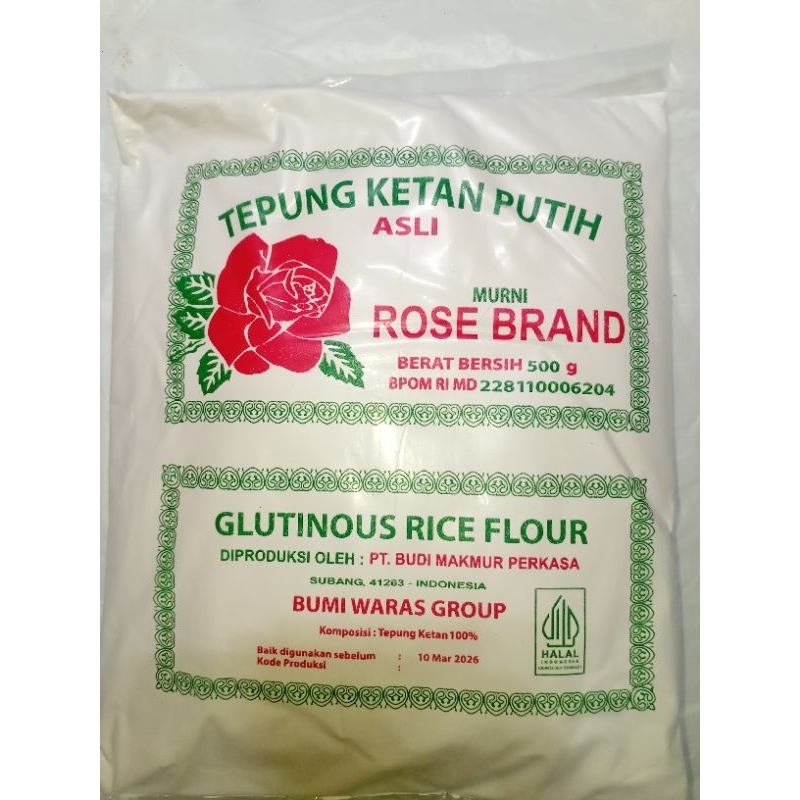 TEPUNG KETAN PUTIH
ASLI
MURNI
ROSE BRAND
BERAT BERSIH 500 g
BPOM RI MD 228110006204
GLUTINOUS RICE FLOUR
DIPRODUKSI OLEH : PT. BUDI MAKMUR PERKASA
SUBANG, 41263 - INDONESIA
BUMI WARAS GROUP
Komposisi : Tepung Ketan 100%
Baik digunakan sebelum : 10 Mar 2026
Kode Produksi :
HALAL
INDONESIA